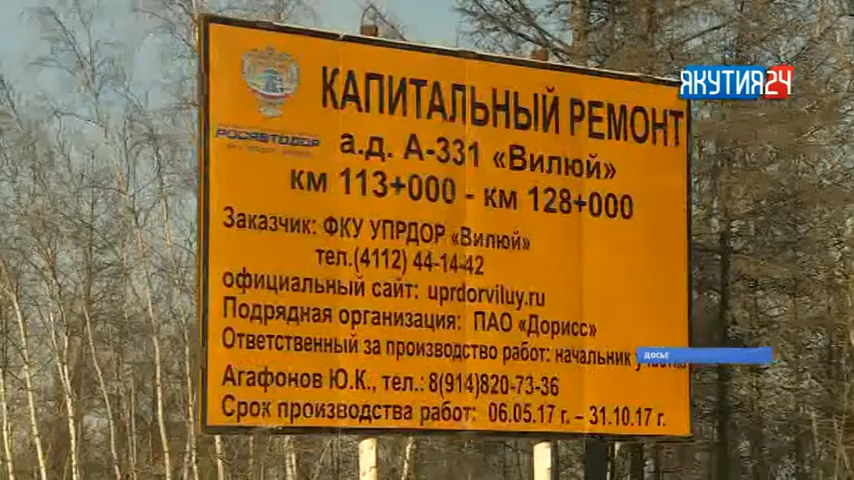 ЯКУТИЯ24
КАПИТАЛЬНЫЙ РЕМОНТ
РОСАВТОДОР
а.д. А-331 «Вилюй»
км 113+000 - км 128+000
Заказчик: ФКУ УПРДОР «Вилюй»
тел.(4112) 44-14-42
официальный сайт: uprdorviluy.ru
Подрядная организация: ПАО «Дорисс»
Ответственный за производство работ: начальник
ДОСЬЕ
Агафонов Ю.К., тел.: 8(914)820-73-36
Срок производства работ: 06.05.17 г.– 31.10.17 г.